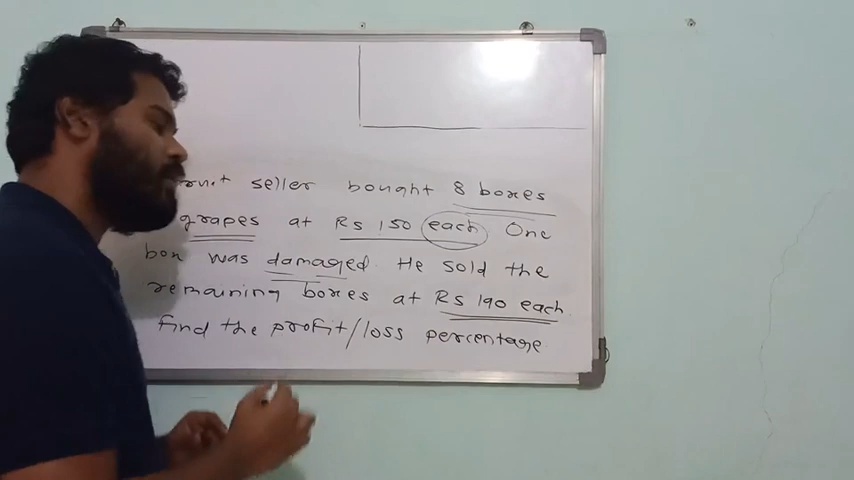 seller bought 8 boxes
grapes at Rs 150 each One
box was damaged. He sold the
remaining boxes at Rs 190 each.
find the profit/loss percentage.